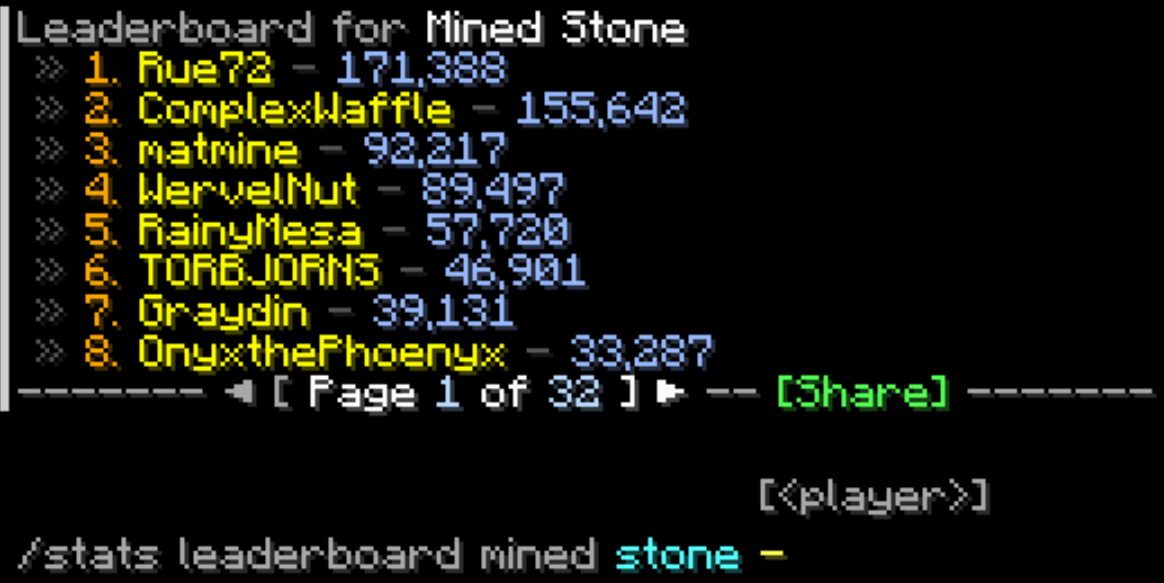 Leaderboard for Mined Stone
» 1. Rue72 - 171,388
» 2. ComplexWaffle - 155,642
» 3. matmine - 92,217
» 4. WervelNut - 89,497
» 5. RainyMesa - 57,720
» 6. TORBJORNS - 46,901
» 7. Graydin - 39,131
» 8. OnyxthePhoenyx - 33,287
------- ◄ [ Page 1 of 32 ] ► -- [Share] -------
[<player>]
/stats leaderboard mined stone _